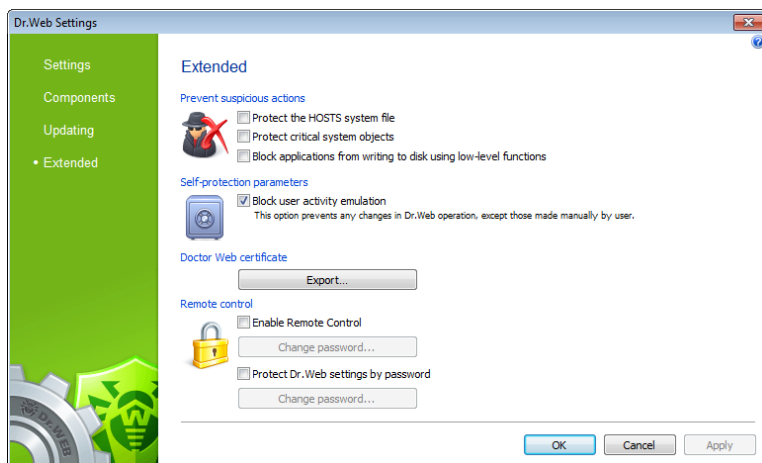 Dr.Web Settings
Settings
Components
Updating
• Extended
Extended
Prevent suspicious actions
Protect the HOSTS system file
Protect critical system objects
Block applications from writing to disk using low-level functions
Self-protection parameters
Block user activity emulation
This option prevents any changes in Dr.Web operation, except those made manually by user.
Doctor Web certificate
Export...
Remote control
Enable Remote Control
Change password...
Protect Dr.Web settings by password
Change password...
Dr.WEB
OK Cancel Apply